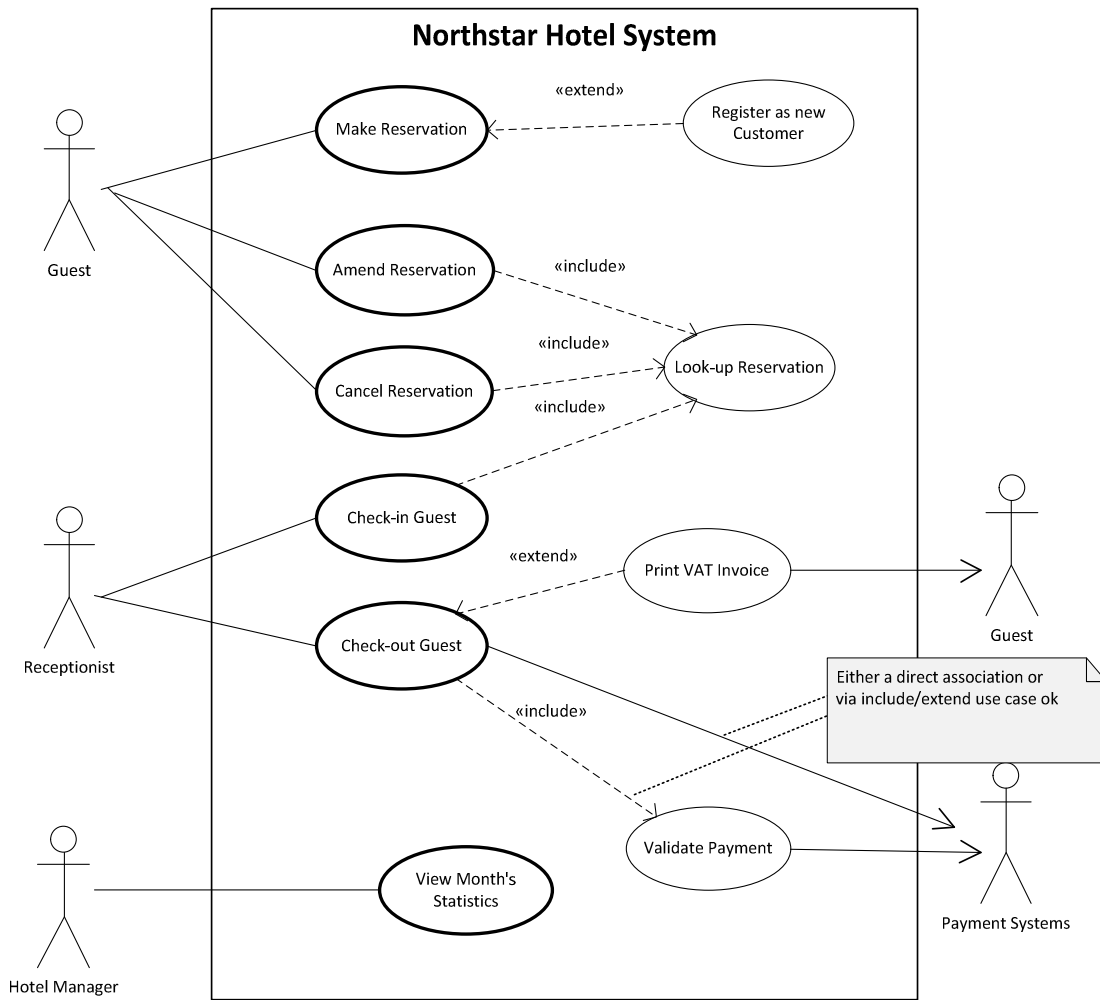 Northstar Hotel System
«extend»
Make Reservation
Register as new
Customer
Guest
Amend Reservation
«include»
«include»
Look-up Reservation
Cancel Reservation
«include»
Check-in Guest
«extend»
Print VAT Invoice
Guest
Receptionist
Check-out Guest
Either a direct association or
via include/extend use case ok
«include»
Validate Payment
View Month's
Statistics
Payment Systems
Hotel Manager